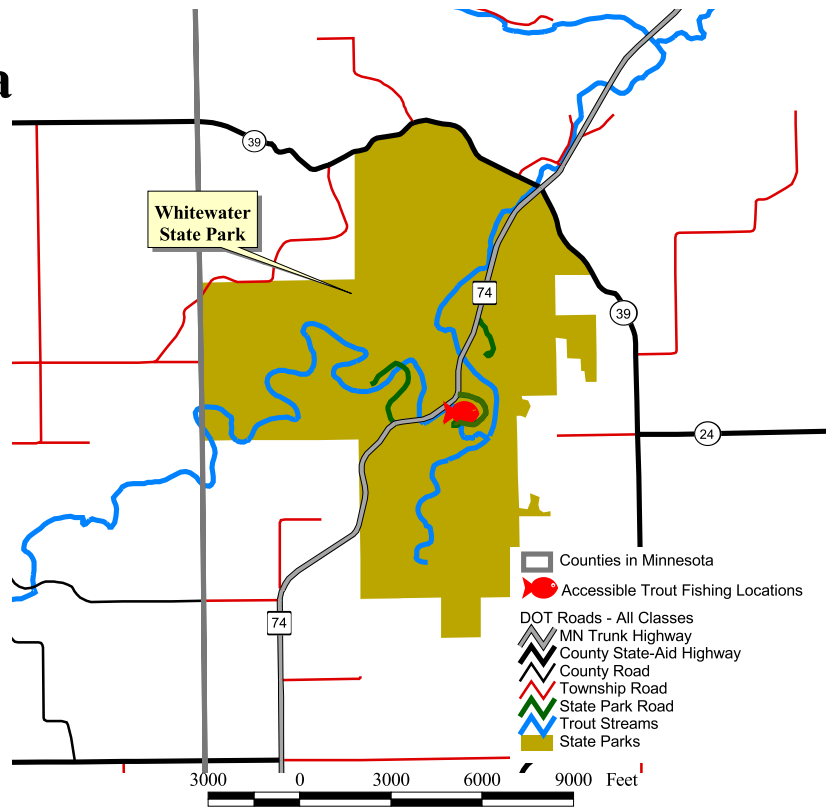 a
39
Whitewater
State Park
74
39
24
74
Counties in Minnesota
Accessible Trout Fishing Locations
DOT Roads - All Classes
MN Trunk Highway
County State-Aid Highway
County Road
Township Road
State Park Road
Trout Streams
State Parks
3000 0 3000 6000 9000 Feet